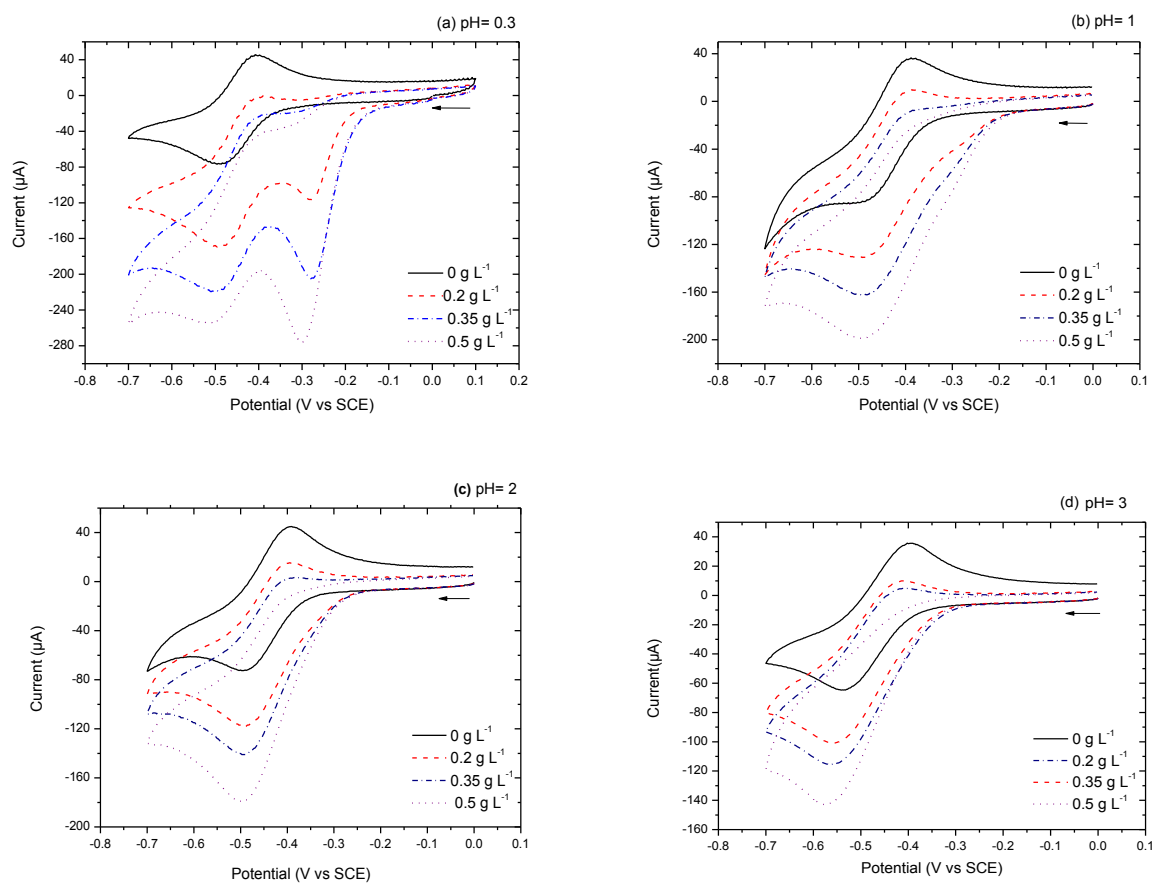 (a) pH= 0.3
40
0
-40
-80
-120
-160
-200
-240
-280
Current (µA)
0 g L-1
0.2 g L-1
0.35 g L-1
0.5 g L-1
-0.8 -0.7 -0.6 -0.5 -0.4 -0.3 -0.2 -0.1 0.0 0.1 0.2
Potential (V vs SCE)
(b) pH= 1
40
0
-40
-80
-120
-160
-200
Current (µA)
0 g L-1
0.2 g L-1
0.35 g L-1
0.5 g L-1
-0.8 -0.7 -0.6 -0.5 -0.4 -0.3 -0.2 -0.1 0.0 0.1
Potential (V vs SCE)
(c) pH= 2
40
0
-40
-80
-120
-160
-200
Current (µA)
0 g L-1
0.2 g L-1
0.35 g L-1
0.5 g L-1
-0.8 -0.7 -0.6 -0.5 -0.4 -0.3 -0.2 -0.1 0.0 0.1
Potential (V vs SCE)
(d) pH= 3
40
20
0
-20
-40
-60
-80
-100
-120
-140
-160
Current(µA)
0 g L-1
0.2 g L-1
0.35 g L-1
0.5 g L-1
-0.8 -0.7 -0.6 -0.5 -0.4 -0.3 -0.2 -0.1 0.0 0.1
Potential (V vs SCE)